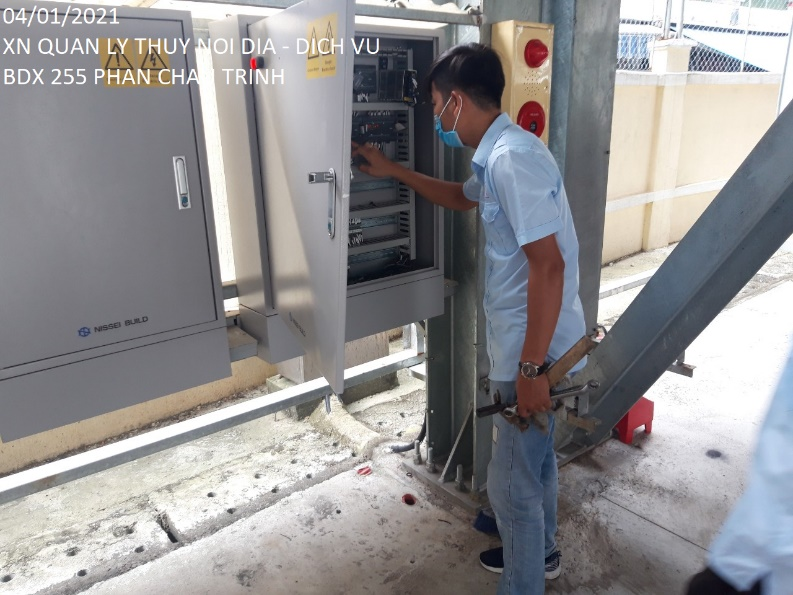 04/01/2021
XN QUAN LY THUY NOI DIA - DICH VU
BDX 255 PHAN CHAU TRINH
NISSEI BUILD